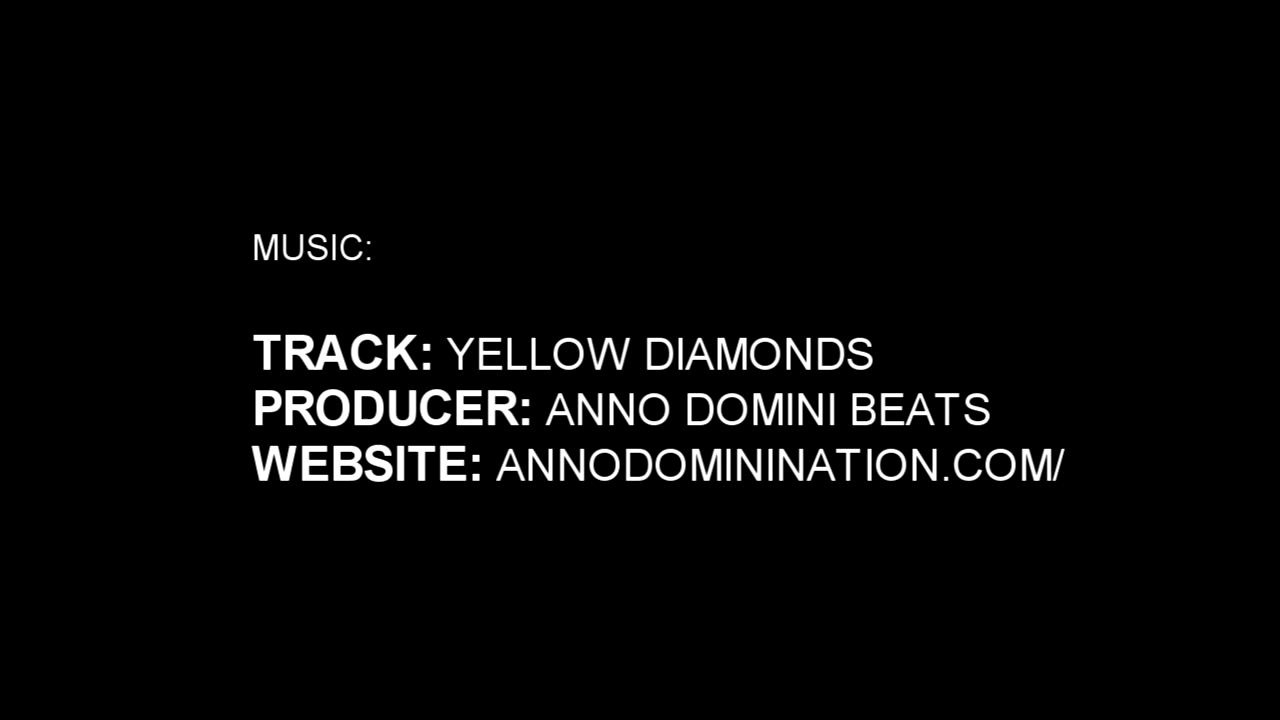 MUSIC:
TRACK: YELLOW DIAMONDS
PRODUCER: ANNO DOMINI BEATS
WEBSITE: ANNODOMININATION.COM/